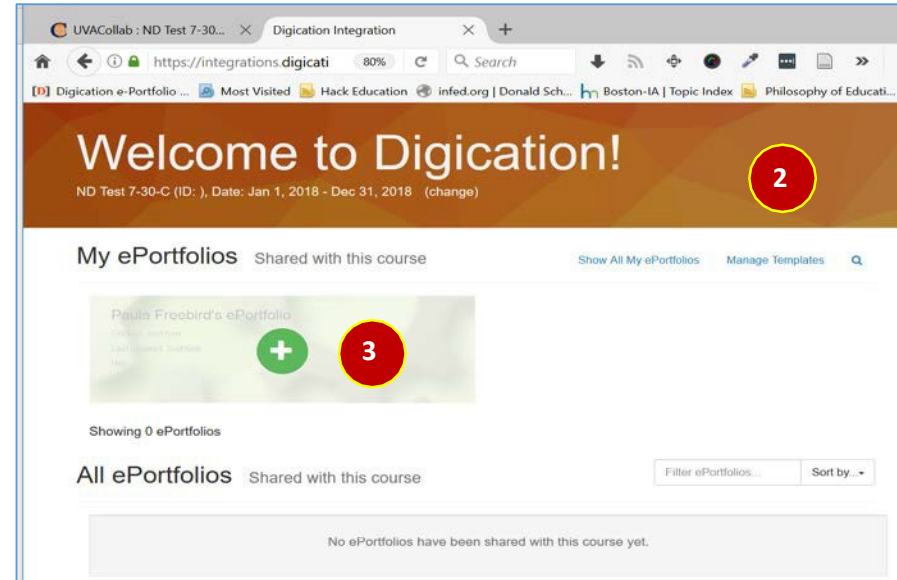 UVACollab : ND Test 7-30... × Digication Integration × +
https://integrations.digicati 80% Search »
[D] Digication e-Portfolio ... Most Visited Hack Education infed.org | Donald Sch... Boston-IA | Topic Index Philosophy of Educati...
Welcome to Digication!
ND Test 7-30-C (ID: ), Date: Jan 1, 2018 - Dec 31, 2018 (change)
2
My ePortfolios Shared with this course Show All My ePortfolios Manage Templates
Paula Freebird's ePortfolio
3
Showing 0 ePortfolios
All ePortfolios Shared with this course Filter ePortfolios... Sort by...
No ePortfolios have been shared with this course yet.